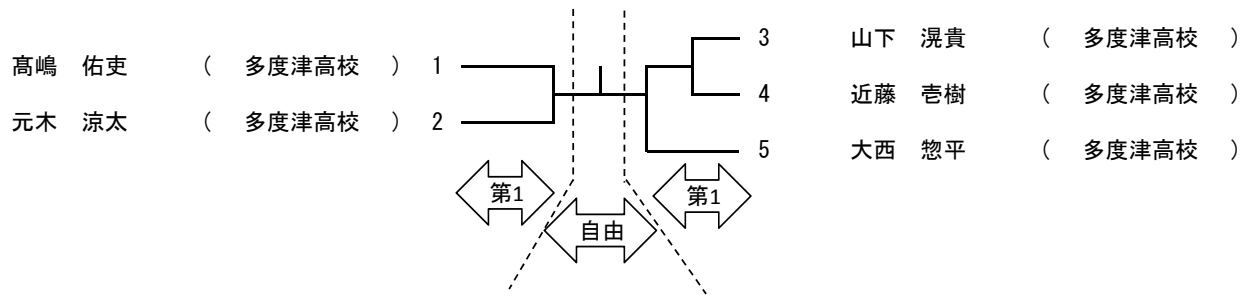 髙嶋 佑吏 ( 多度津高校 ) 1
元木 涼太 ( 多度津高校 ) 2
3 山下 滉貴 ( 多度津高校 )
4 近藤 壱樹 ( 多度津高校 )
5 大西 惣平 ( 多度津高校 )
第1
自由
第1